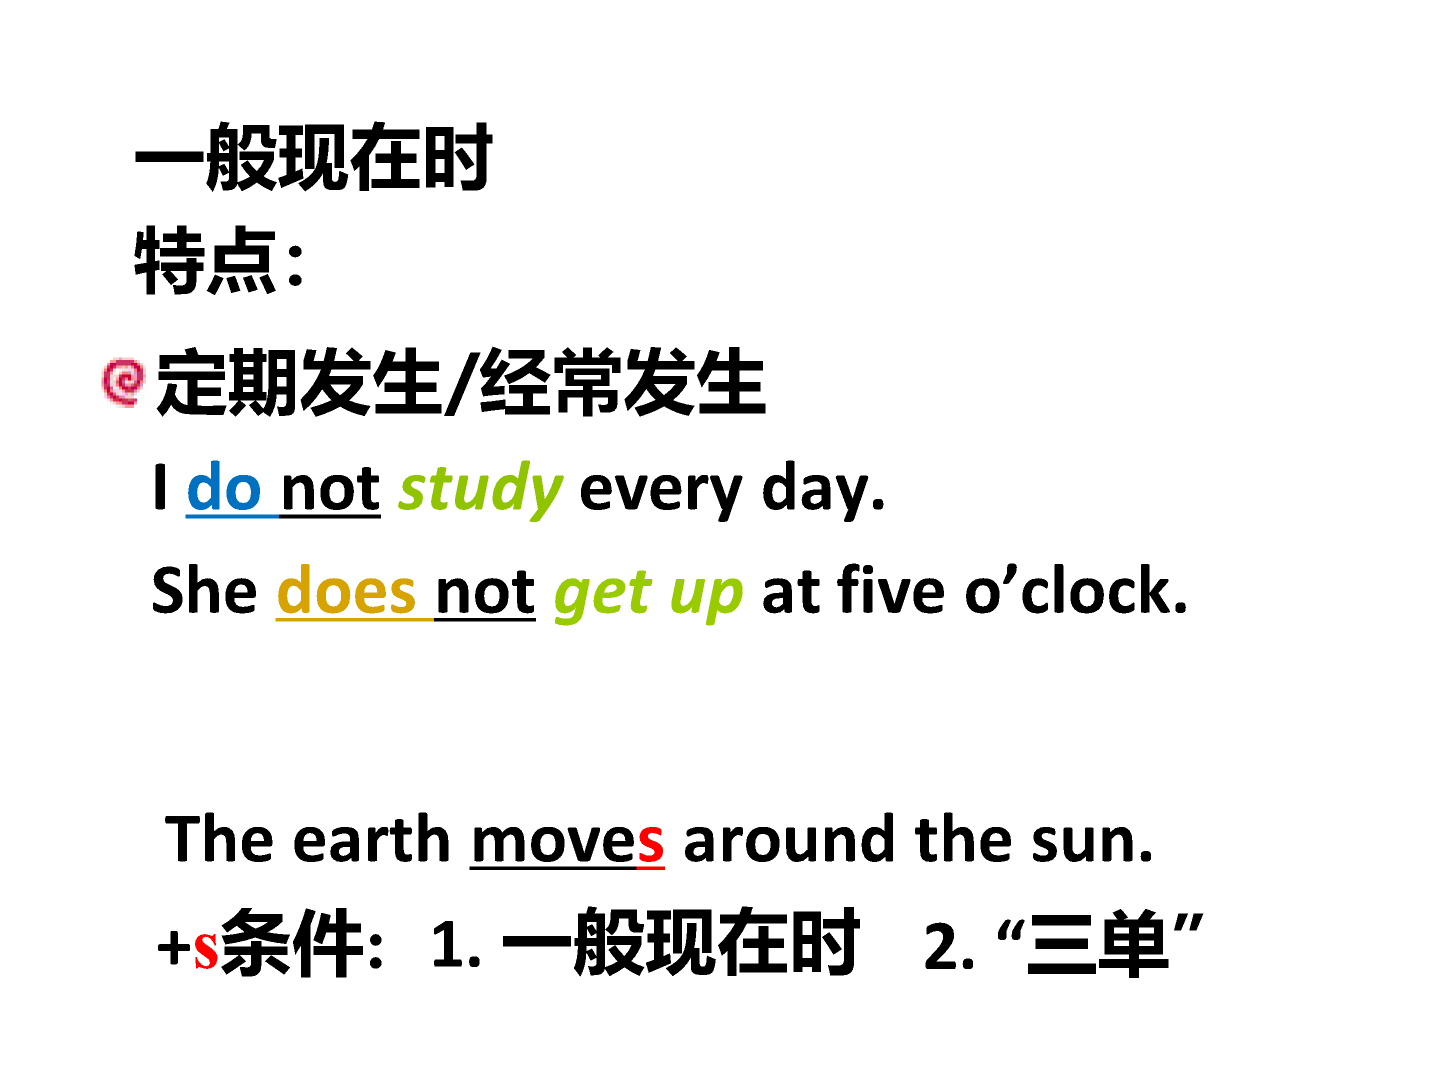 一般现在时
特点：
定期发生/经常发生
I do not study every day.
She does not get up at five o’clock.
The earth moves around the sun.
+s条件： 1. 一般现在时 2. “三单”